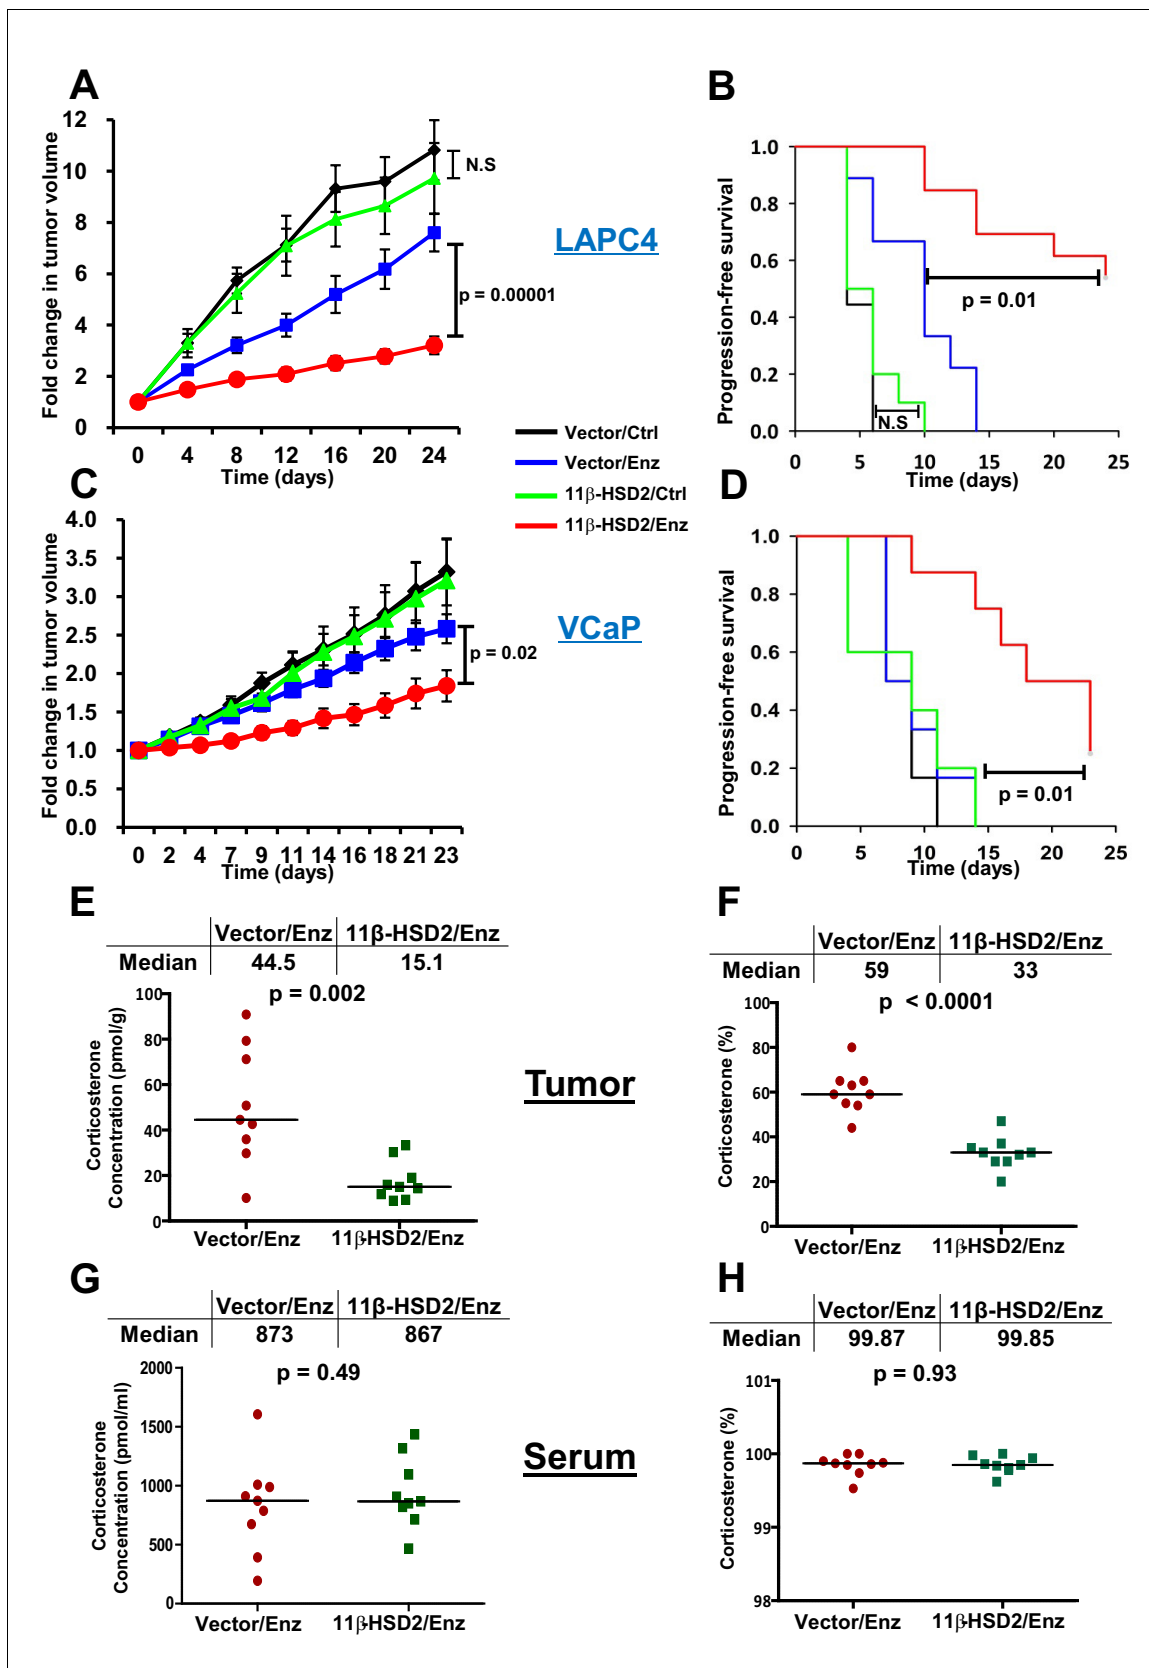 A
12
10
8
6
4
2
0
Fold change in tumor volume
N.S
p = 0.00001
0 4 8 12 16 20 24
Time (days)
LAPC4
B
1.0
0.8
0.6
0.4
0.2
0.0
Progression-free survival
p = 0.01
N.S
0 5 10 15 20 25
Time (days)
Vector/Ctrl
Vector/Enz
11β-HSD2/Ctrl
11β-HSD2/Enz
C
4.0
3.5
3.0
2.5
2.0
1.5
1.0
0.5
0.0
Fold change in tumor volume
p = 0.02
0 2 4 7 9 11 14 16 18 21 23
Time (days)
VCaP
D
1.0
0.8
0.6
0.4
0.2
0.0
Progression-free survival
p = 0.01
0 5 10 15 20 25
Time (days)
E
Vector/Enz 11β-HSD2/Enz
Median 44.5 15.1
p = 0.002
100
80
60
40
20
0
Corticosterone
Concentration (pmol/g)
Vector/Enz 11β-HSD2/Enz
Tumor
F
Vector/Enz 11β-HSD2/Enz
Median 59 33
p < 0.0001
100
80
60
40
20
0
Corticosterone (%)
Vector/Enz 11β-HSD2/Enz
G
Vector/Enz 11β-HSD2/Enz
Median 873 867
p = 0.49
2000
1500
1000
500
0
Corticosterone
Concentration (pmol/ml)
Vector/Enz 11β-HSD2/Enz
Serum
H
Vector/Enz 11β-HSD2/Enz
Median 99.87 99.85
p = 0.93
101
100
99
98
Corticosterone (%)
Vector/Enz 11β-HSD2/Enz